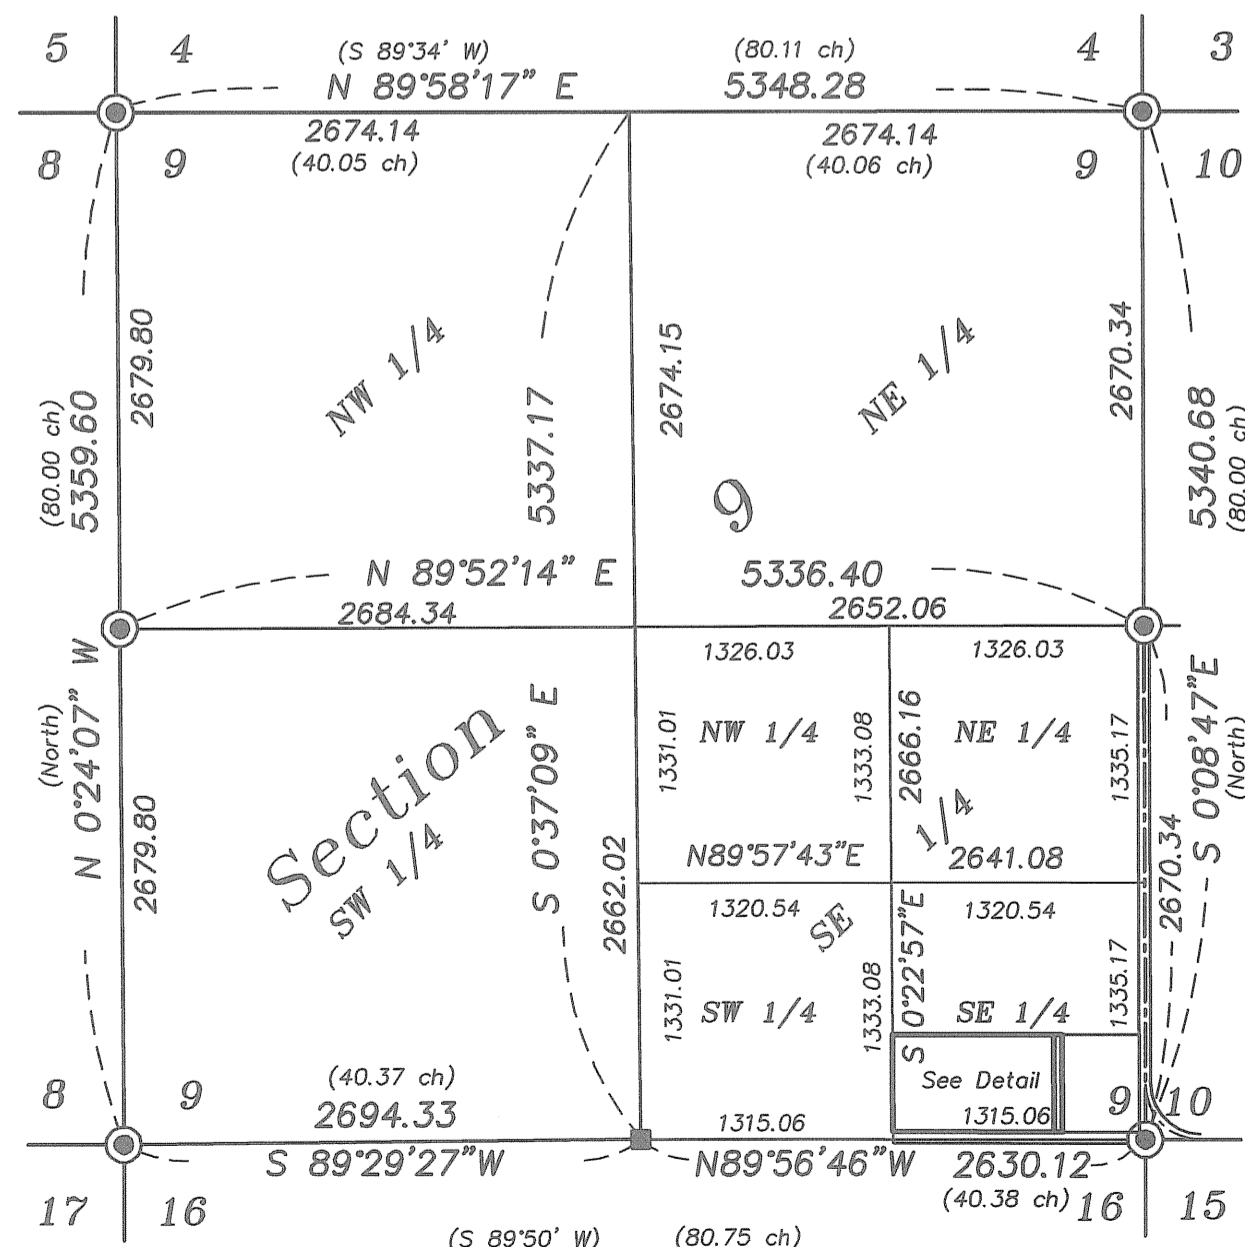 5 4 (S 89°34' W) (80.11 ch) 4 3
N 89°58'17" E 5348.28
2674.14 2674.14
8 9 (40.05 ch) (40.06 ch) 9 10
2679.80
NW 1/4
2674.15
NE 1/4
2670.34
(80.00 ch)
5359.60
5337.17
5340.68
(80.00 ch)
9
N 89°52'14" E 5336.40
2684.34 2652.06
1326.03 1326.03
(North)
N 0°24'07" W
Section
S 0°37'09" E
1331.01
NW 1/4
1333.08
2666.16
NE 1/4
1335.17
S 0°08'47"E
(North)
2679.80
SW 1/4
2662.02
N89°57'43"E
1/4
2641.08
2670.34
1320.54 SE 1320.54
1331.01
SW 1/4
1333.08
S 0°22'57"E
SE 1/4
1335.17
8 9 (40.37 ch) See Detail 9 10
2694.33 1315.06 1315.06
S 89°29'27"W N89°56'46"W 2630.12
17 16 (40.38 ch) 16 15
(S 89°50' W) (80.75 ch)